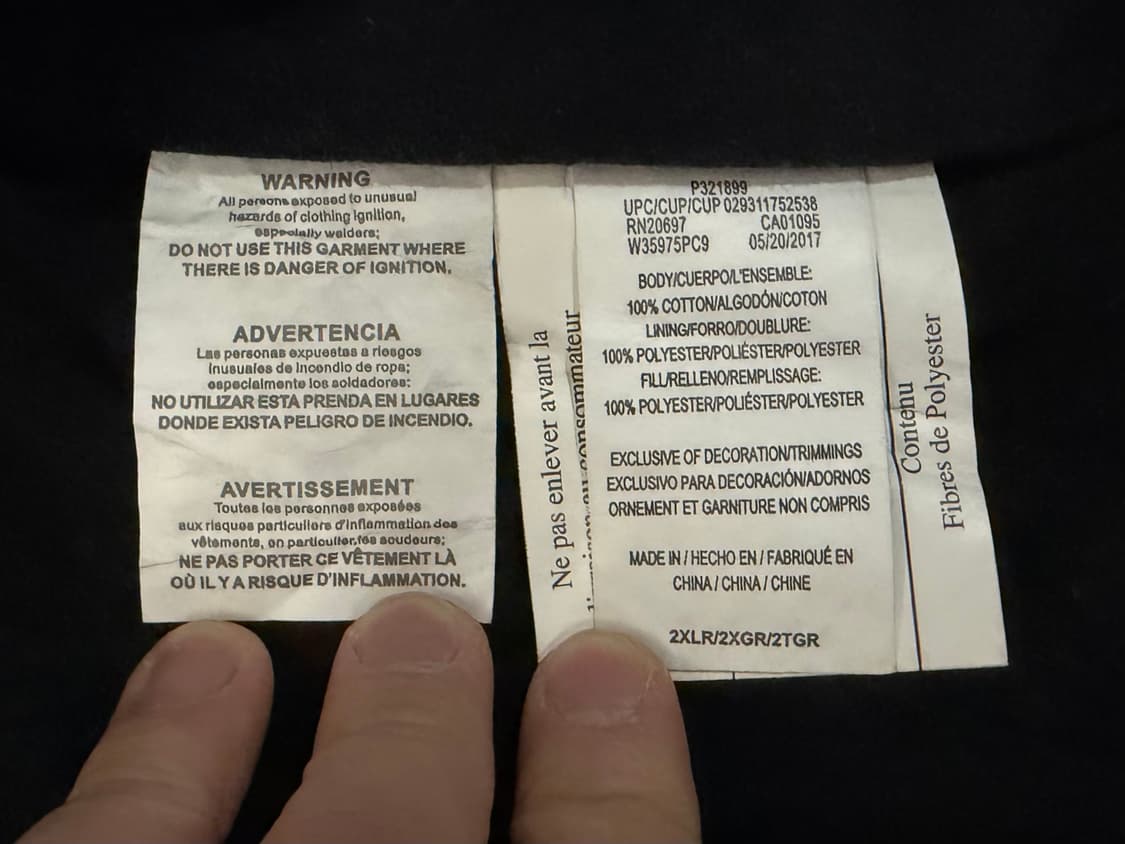 WARNING
All persons exposed to unusual
hazards of clothing ignition,
especially welders;
DO NOT USE THIS GARMENT WHERE
THERE IS DANGER OF IGNITION.
ADVERTENCIA
Las personas expuestas a riesgos
inusuales de incendio de ropa;
especialmente los soldadores:
NO UTILIZAR ESTA PRENDA EN LUGARES
DONDE EXISTA PELIGRO DE INCENDIO.
AVERTISSEMENT
Toutes les personnes exposées
aux risques particuliers d'inflammation des
vêtements, en particulier,les soudeurs;
NE PAS PORTER CE VÊTEMENT LÀ
OÙ IL Y A RISQUE D'INFLAMMATION.
Ne pas enlever avant la
consommateur
P321899
UPC/CUP/CUP 029311752538
RN20697 CA01095
W35975PC9 05/20/2017
BODY/CUERPO/L'ENSEMBLE:
100% COTTON/ALGODÓN/COTON
LINING/FORRO/DOUBLURE:
100% POLYESTER/POLIÉSTER/POLYESTER
FILL/RELLENO/REMPLISSAGE:
100% POLYESTER/POLIÉSTER/POLYESTER
EXCLUSIVE OF DECORATION/TRIMMINGS
EXCLUSIVO PARA DECORACIÓN/ADORNOS
ORNEMENT ET GARNITURE NON COMPRIS
MADE IN / HECHO EN / FABRIQUÉ EN
CHINA / CHINA / CHINE
2XLR/2XGR/2TGR
Contenu
Fibres de Polyester